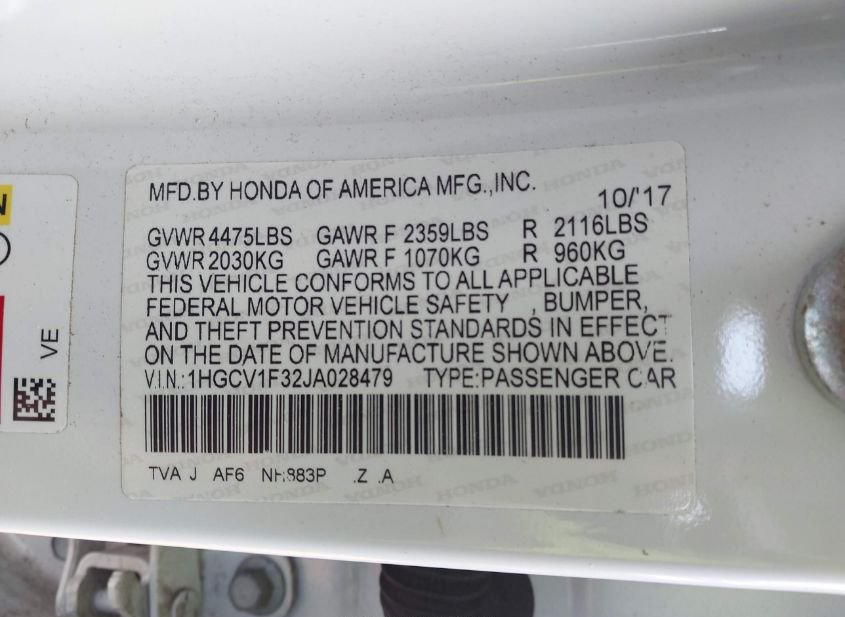 MFD.BY HONDA OF AMERICA MFG.,INC. 10/'17
GVWR 4475LBS GAWR F 2359LBS R 2116LBS
GVWR 2030KG GAWR F 1070KG R 960KG
THIS VEHICLE CONFORMS TO ALL APPLICABLE
FEDERAL MOTOR VEHICLE SAFETY , BUMPER,
AND THEFT PREVENTION STANDARDS IN EFFECT
ON THE DATE OF MANUFACTURE SHOWN ABOVE.
V.I.N.:1HGCV1F32JA028479 TYPE:PASSENGER CAR
TVA J AF6 NH883P .Z .A
VE
N